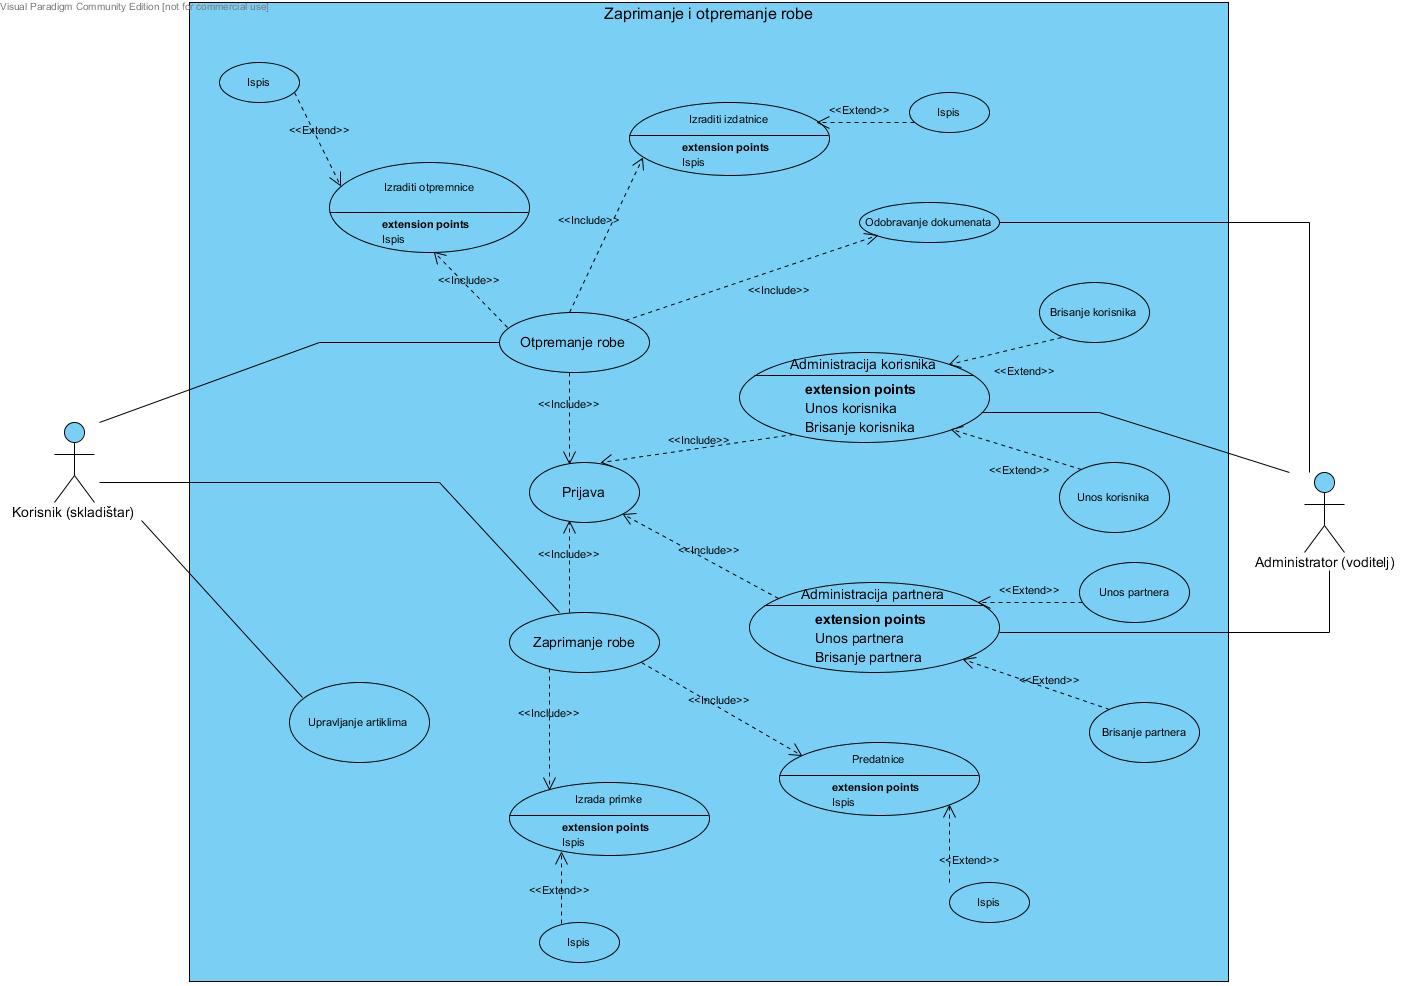 Visual Paradigm Community Edition [not for commercial use]
Zaprimanje i otpremanje robe
Ispis
<<Extend>>
Izraditi otpremnice
extension points
Ispis
<<Include>>
Izraditi izdatnice
extension points
Ispis
<<Extend>>
Ispis
<<Include>>
Odobravanje dokumenata
<<Include>>
Otpremanje robe
Brisanje korisnika
<<Extend>>
Administracija korisnika
extension points
Unos korisnika
Brisanje korisnika
<<Include>>
<<Include>>
<<Extend>>
Unos korisnika
Prijava
Korisnik (skladištar)
Administrator (voditelj)
<<Include>>
<<Include>>
Administracija partnera
extension points
Unos partnera
Brisanje partnera
<<Extend>>
Unos partnera
Zaprimanje robe
<<Extend>>
Brisanje partnera
<<Include>>
<<Include>>
Upravljanje artiklima
Predatnice
extension points
Ispis
Izrada primke
extension points
Ispis
<<Extend>>
Ispis
<<Extend>>
Ispis